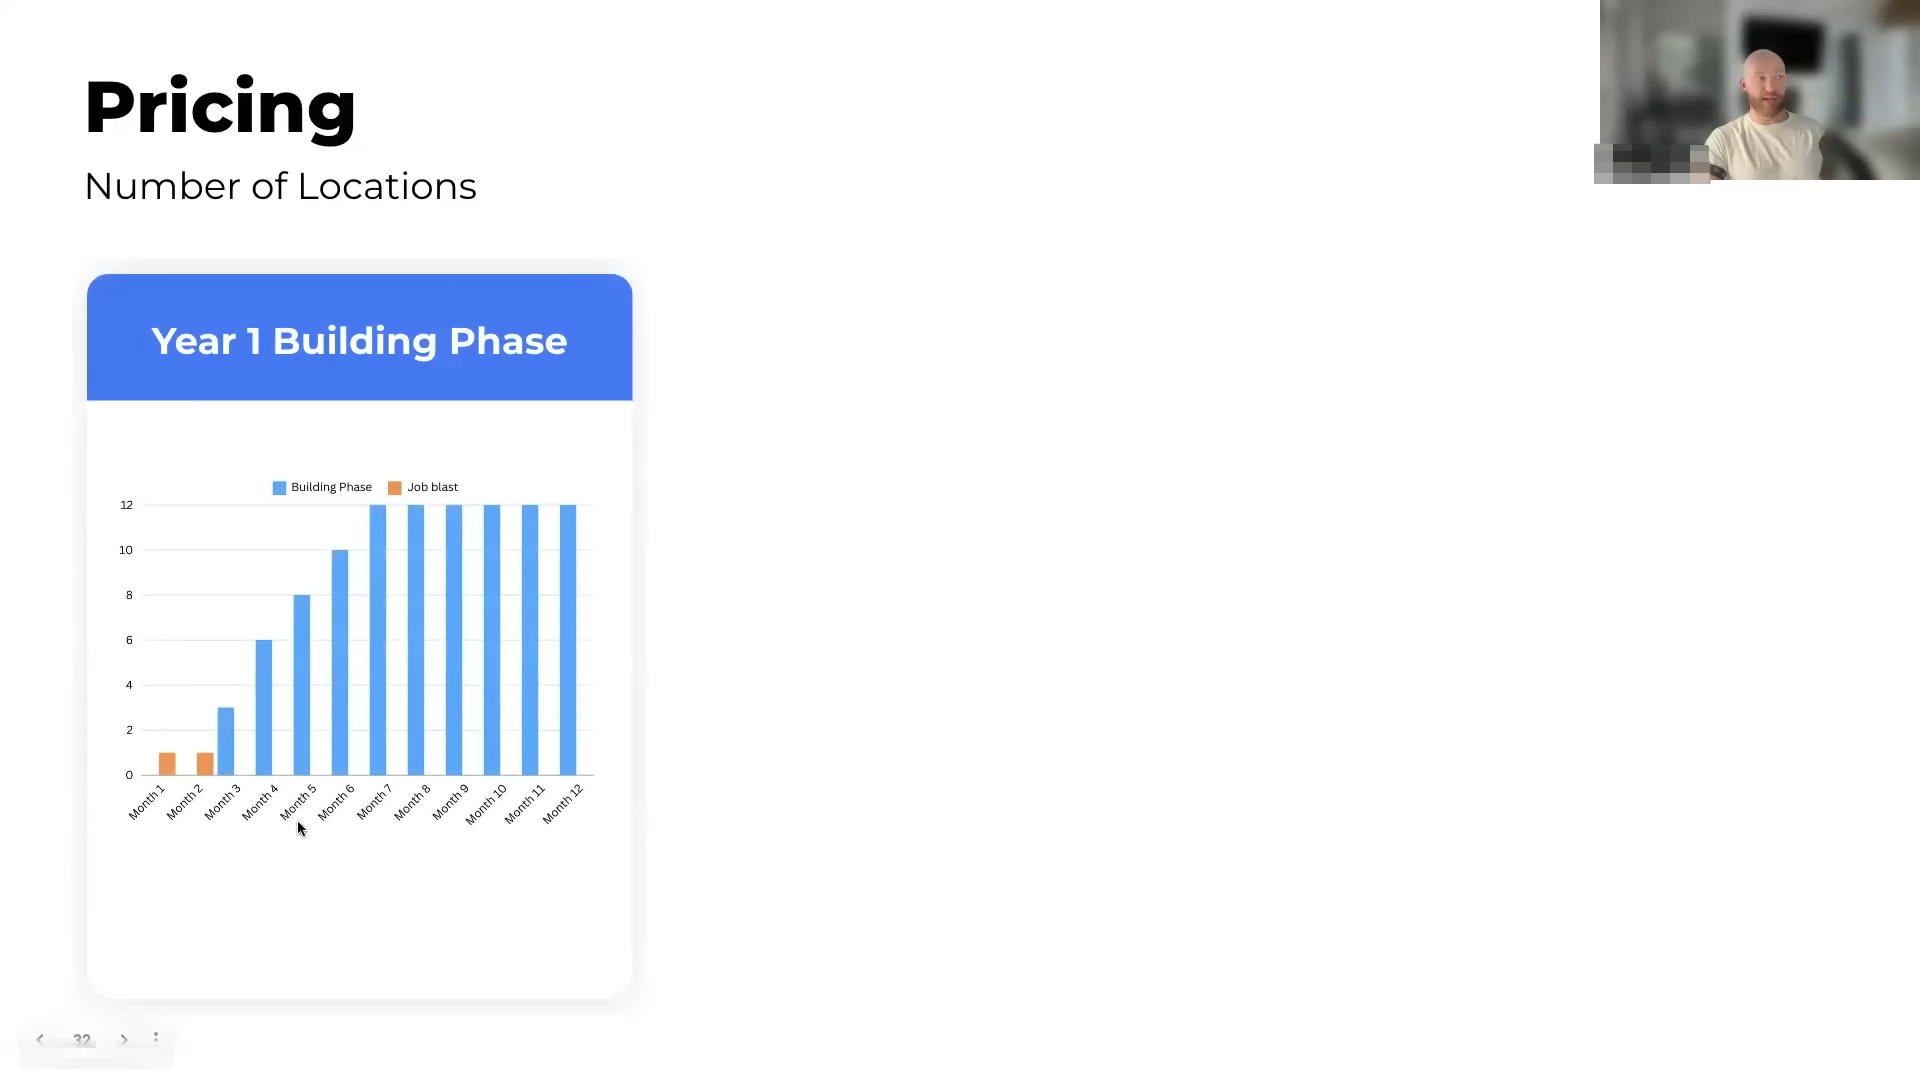 Pricing
Number of Locations
Year 1 Building Phase
Building Phase
Job blast
12
10
8
6
4
2
0
Month 1
Month 2
Month 3
Month 4
Month 5
Month 6
Month 7
Month 8
Month 9
Month 10
Month 11
Month 12
32